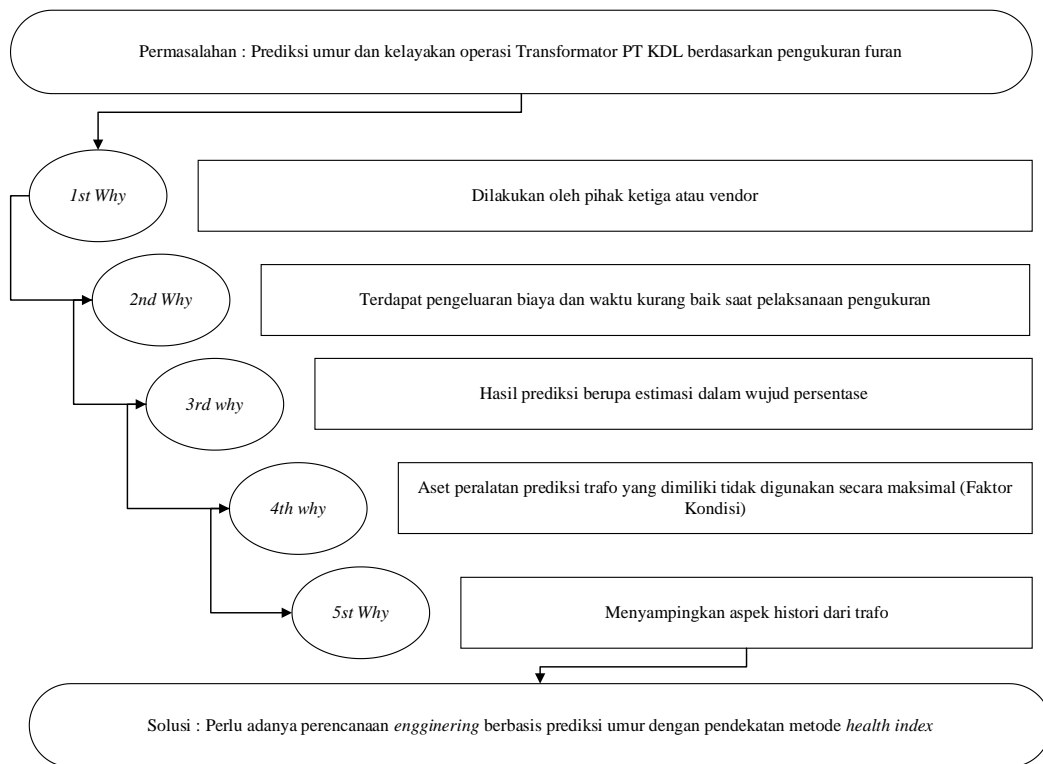 Permasalahan : Prediksi umur dan kelayakan operasi Transformator PT KDL berdasarkan pengukuran furan
1st Why
Dilakukan oleh pihak ketiga atau vendor
2nd Why
Terdapat pengeluaran biaya dan waktu kurang baik saat pelaksanaan pengukuran
3rd why
Hasil prediksi berupa estimasi dalam wujud persentase
4th why
Aset peralatan prediksi trafo yang dimiliki tidak digunakan secara maksimal (Faktor
Kondisi)
5st Why
Menyampingkan aspek histori dari trafo
Solusi : Perlu adanya perencanaan engginering berbasis prediksi umur dengan pendekatan metode health index